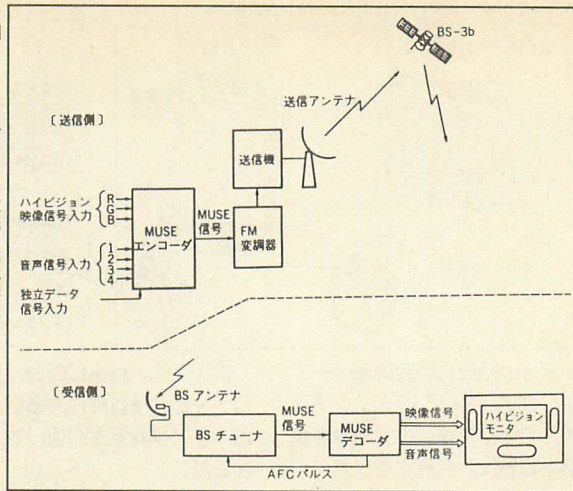 BS-3b
送信アンテナ
〔送信側〕
送信機
ハイビジョン
映像信号入力
R
G
B
MUSE
エンコーダ
MUSE
信号
FM
変調器
音声信号入力
1
2
3
4
独立データ
信号入力
〔受信側〕
BS アンテナ
BS チューナ
MUSE
信号
MUSE
デコーダ
映像信号
音声信号
ハイビジョン
モニタ
AFCパルス